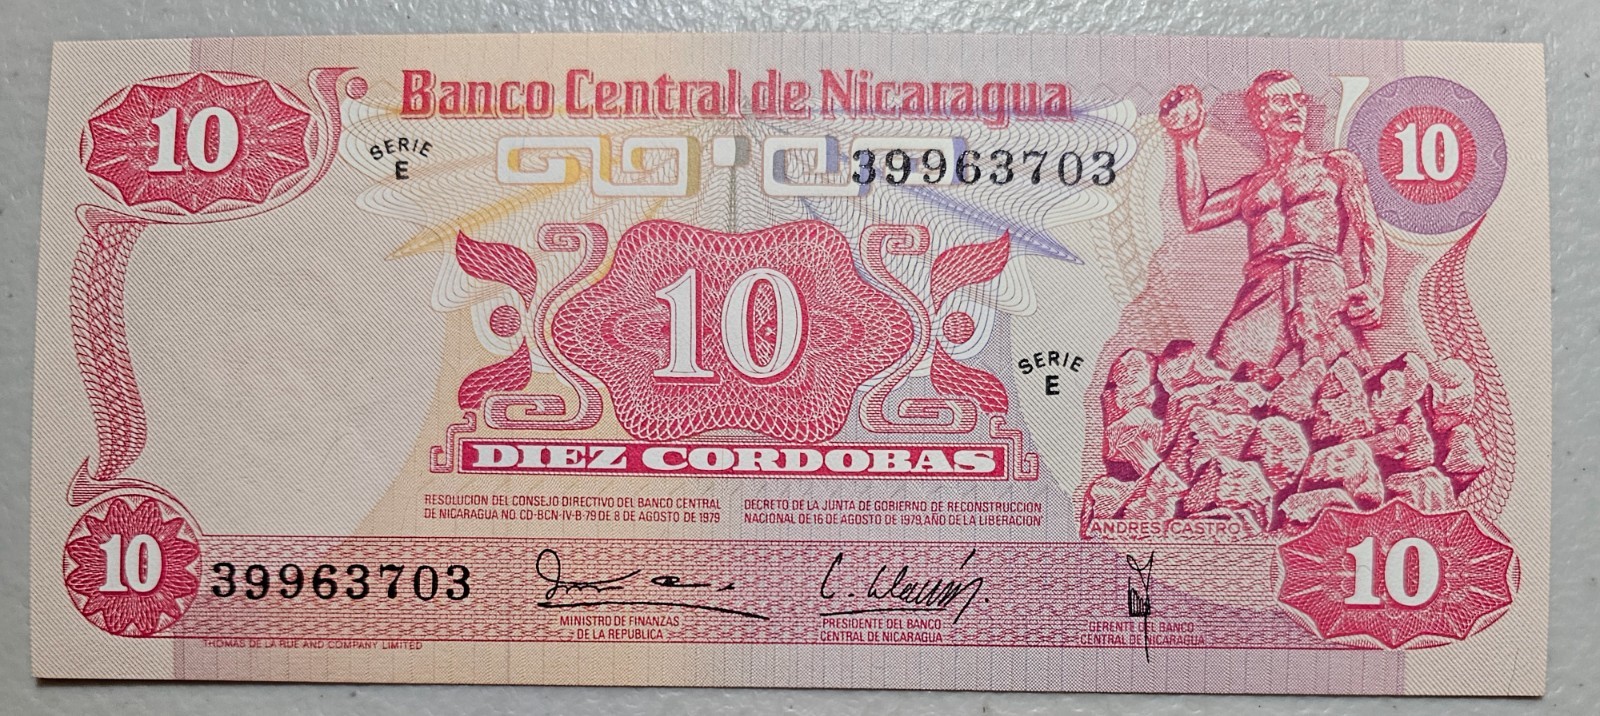 10
Banco Central de Nicaragua
10
SERIE
E
39963703
10
SERIE
E
DIEZ CORDOBAS
RESOLUCION DEL CONSEJO DIRECTIVO DEL BANCO CENTRAL
DE NICARAGUA NO. CD-BCN-IV-B-79 DE 8 DE AGOSTO DE 1979
DECRETO DE LA JUNTA DE GOBIERNO DE RECONSTRUCCION
NACIONAL DE 16 DE AGOSTO DE 1979, AÑO DE LA LIBERACION
ANDRES CASTRO
10
39963703
10
MINISTRO DE FINANZAS
DE LA REPUBLICA
PRESIDENTE DEL BANCO
CENTRAL DE NICARAGUA
GERENTE DEL BANCO
CENTRAL DE NICARAGUA
THOMAS DE LA RUE AND COMPANY LIMITED